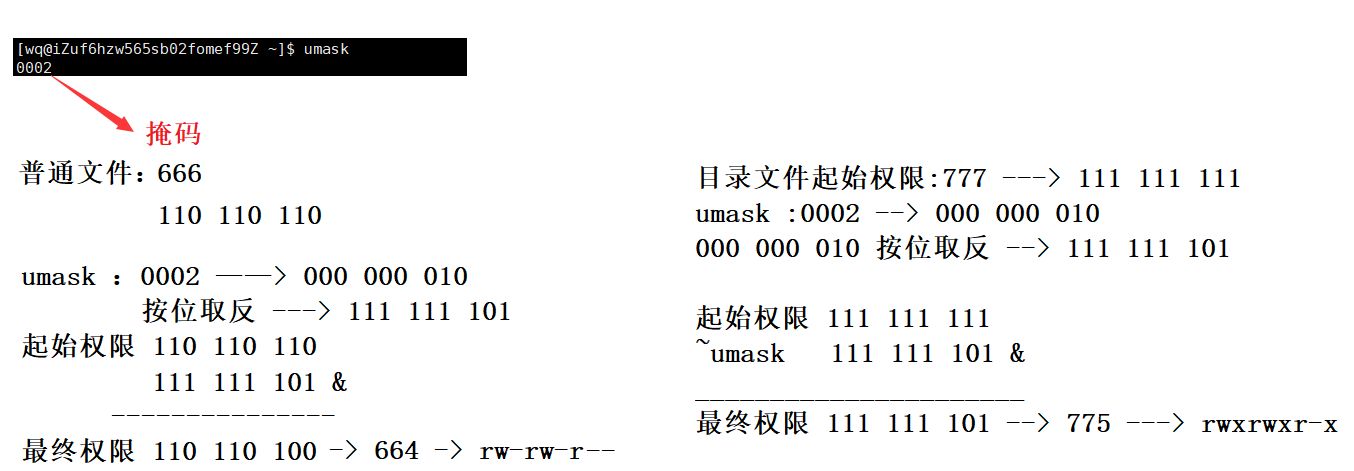 [wq@iZuf6hzw565sb02fomef99Z ~]$ umask
0002
掩码
普通文件：666
110 110 110
umask ：0002 ——> 000 000 010
按位取反 ---> 111 111 101
起始权限 110 110 110
111 111 101 &
---------------
最终权限 110 110 100 -> 664 -> rw-rw-r--
目录文件起始权限:777 ---> 111 111 111
umask :0002 --> 000 000 010
000 000 010 按位取反 --> 111 111 101
起始权限 111 111 111
~umask 111 111 101 &
______________________
最终权限 111 111 101 --> 775 ---> rwxrwxr-x